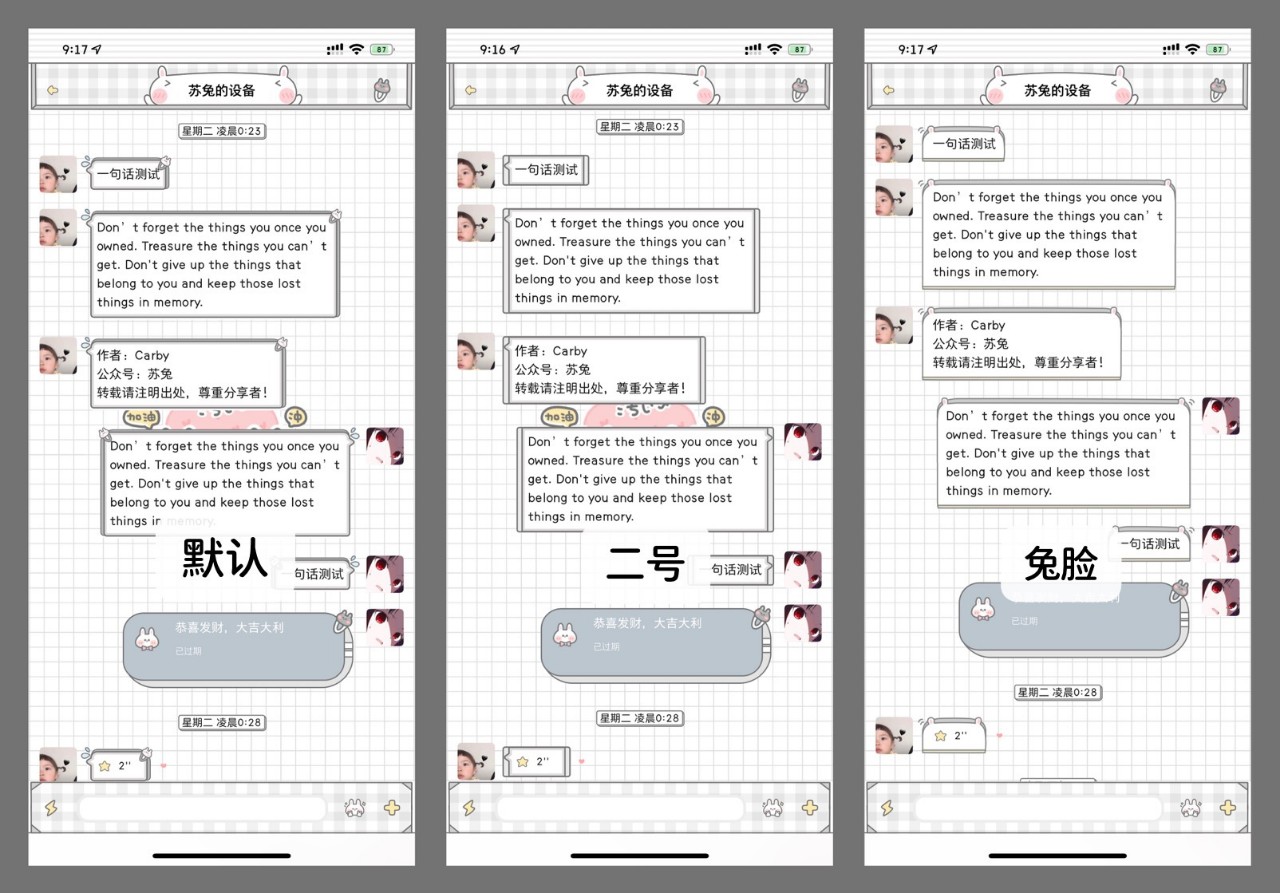 9:17
87
苏兔的设备
星期二 凌晨0:23
一句话测试
Don't forget the things you once you
owned. Treasure the things you can't
get. Don't give up the things that
belong to you and keep those lost
things in memory.
作者：Carby
公众号：苏兔
转载请注明出处，尊重分享者！
加油
油
Don't forget the things you once you
owned. Treasure the things you can't
get. Don't give up the things that
belong to you and keep those lost
things in memory.
默认
句话测试
恭喜发财，大吉大利
已过期
星期二 凌晨0:28
2''
9:16
87
苏兔的设备
星期二 凌晨0:23
一句话测试
Don't forget the things you once you
owned. Treasure the things you can't
get. Don't give up the things that
belong to you and keep those lost
things in memory.
作者：Carby
公众号：苏兔
转载请注明出处，尊重分享者！
加油
油
Don't forget the things you once you
owned. Treasure the things you can't
get. Don't give up the things that
belong to you and keep those lost
things in memory.
二号
句话测试
恭喜发财，大吉大利
已过期
星期二 凌晨0:28
2''
9:17
87
苏兔的设备
一句话测试
Don't forget the things you once you
owned. Treasure the things you can't
get. Don't give up the things that
belong to you and keep those lost
things in memory.
作者：Carby
公众号：苏兔
转载请注明出处，尊重分享者！
Don't forget the things you once you
owned. Treasure the things you can't
get. Don't give up the things that
belong to you and keep those lost
things in memory.
一句话测试
兔脸
已过期
星期二 凌晨0:28
2''